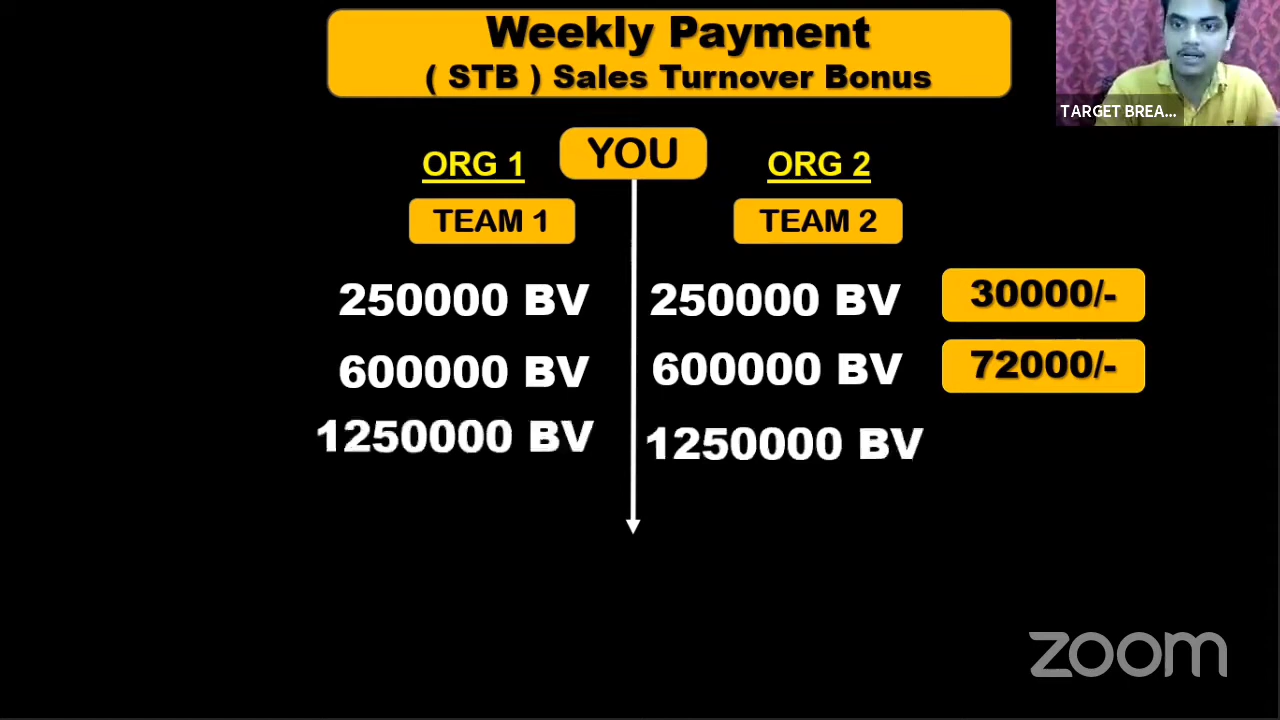 Weekly Payment
( STB ) Sales Turnover Bonus
TARGET BREA...
YOU
ORG 1
ORG 2
TEAM 1
TEAM 2
250000 BV 250000 BV 30000/-
600000 BV 600000 BV 72000/-
1250000 BV 1250000 BV
zoom